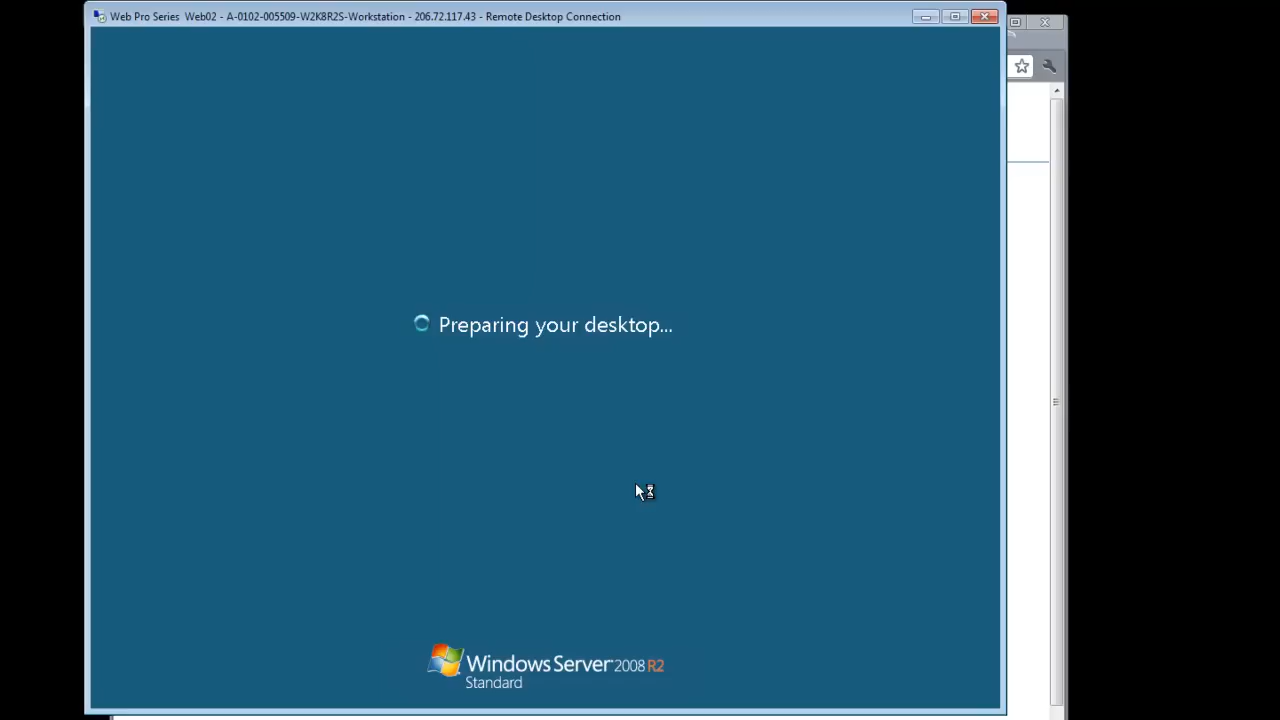 Web Pro Series Web02 - A-0102-005509-W2K8R2S-Workstation - 206.72.117.43 - Remote Desktop Connection
Preparing your desktop...
Windows Server 2008 R2
Standard